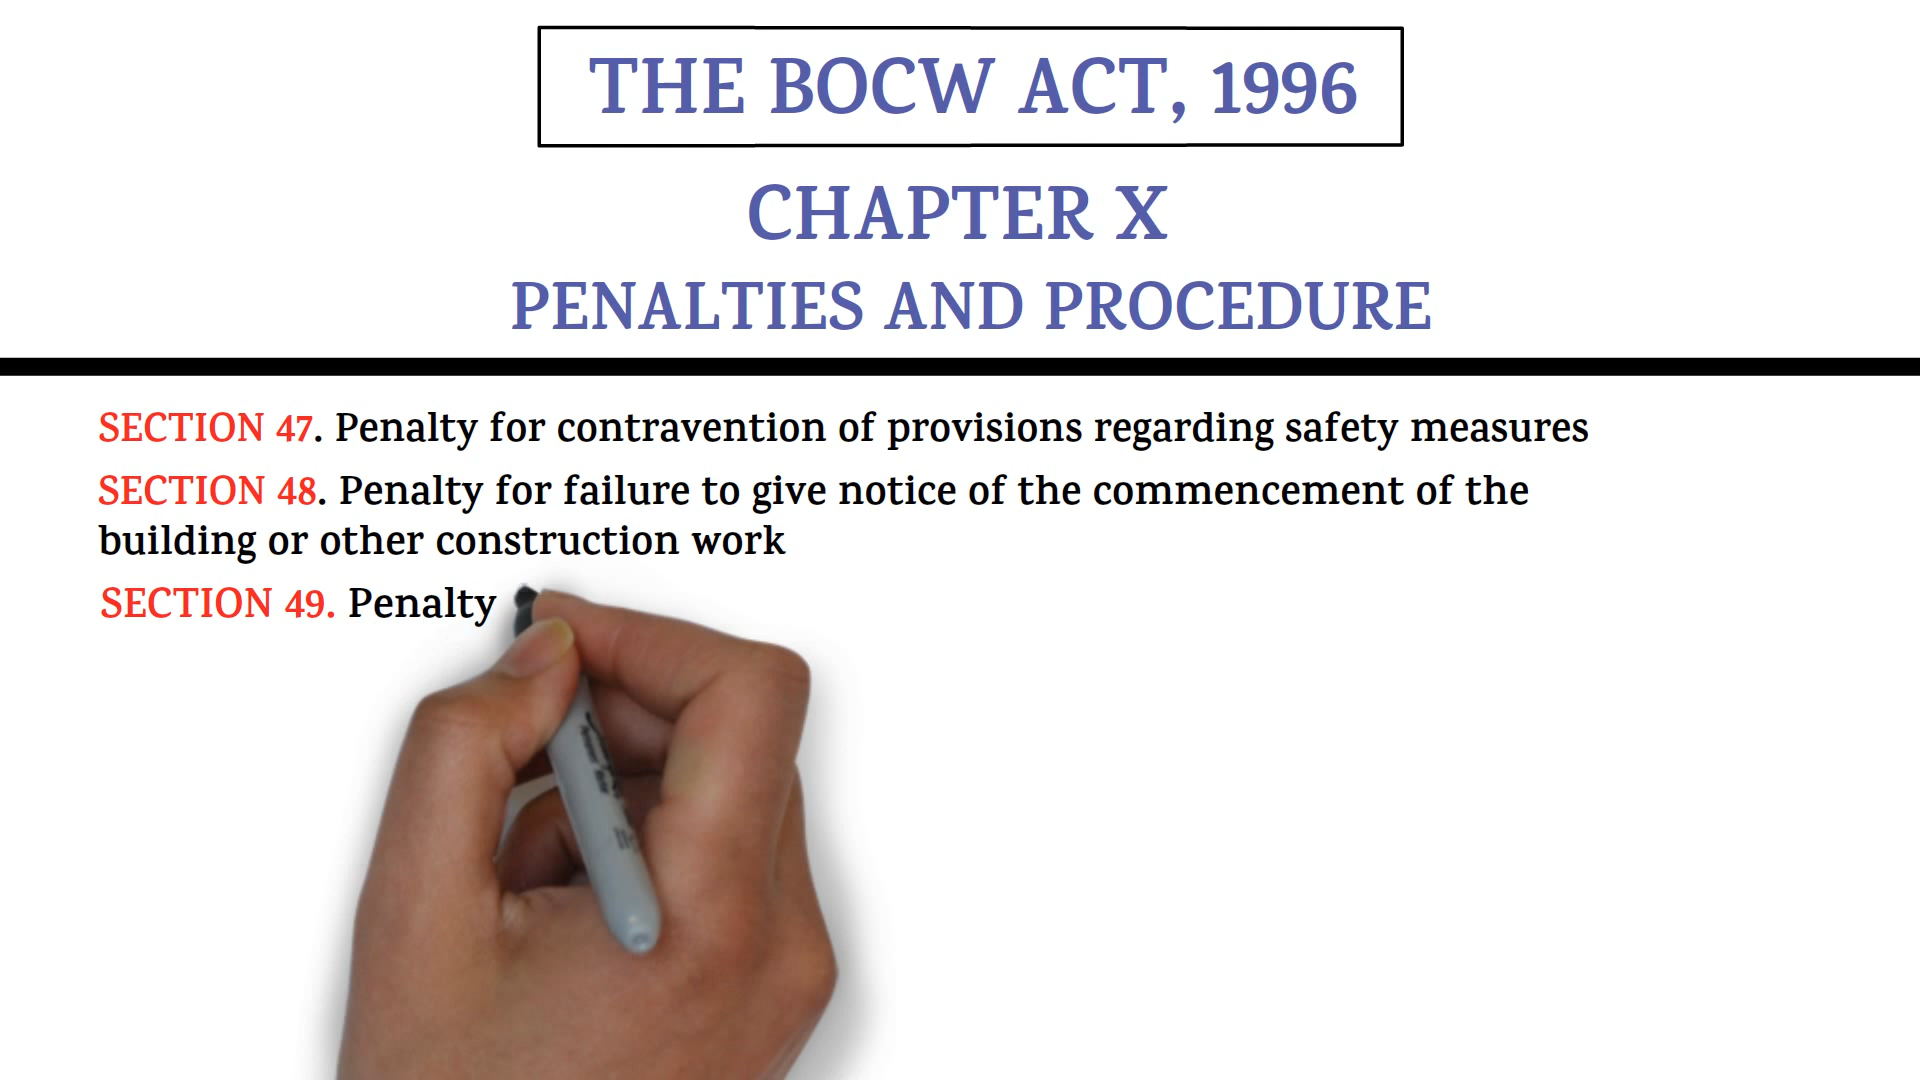 THE BOCW ACT, 1996
CHAPTER X
PENALTIES AND PROCEDURE
SECTION 47. Penalty for contravention of provisions regarding safety measures
SECTION 48. Penalty for failure to give notice of the commencement of the
building or other construction work
SECTION 49. Penalty